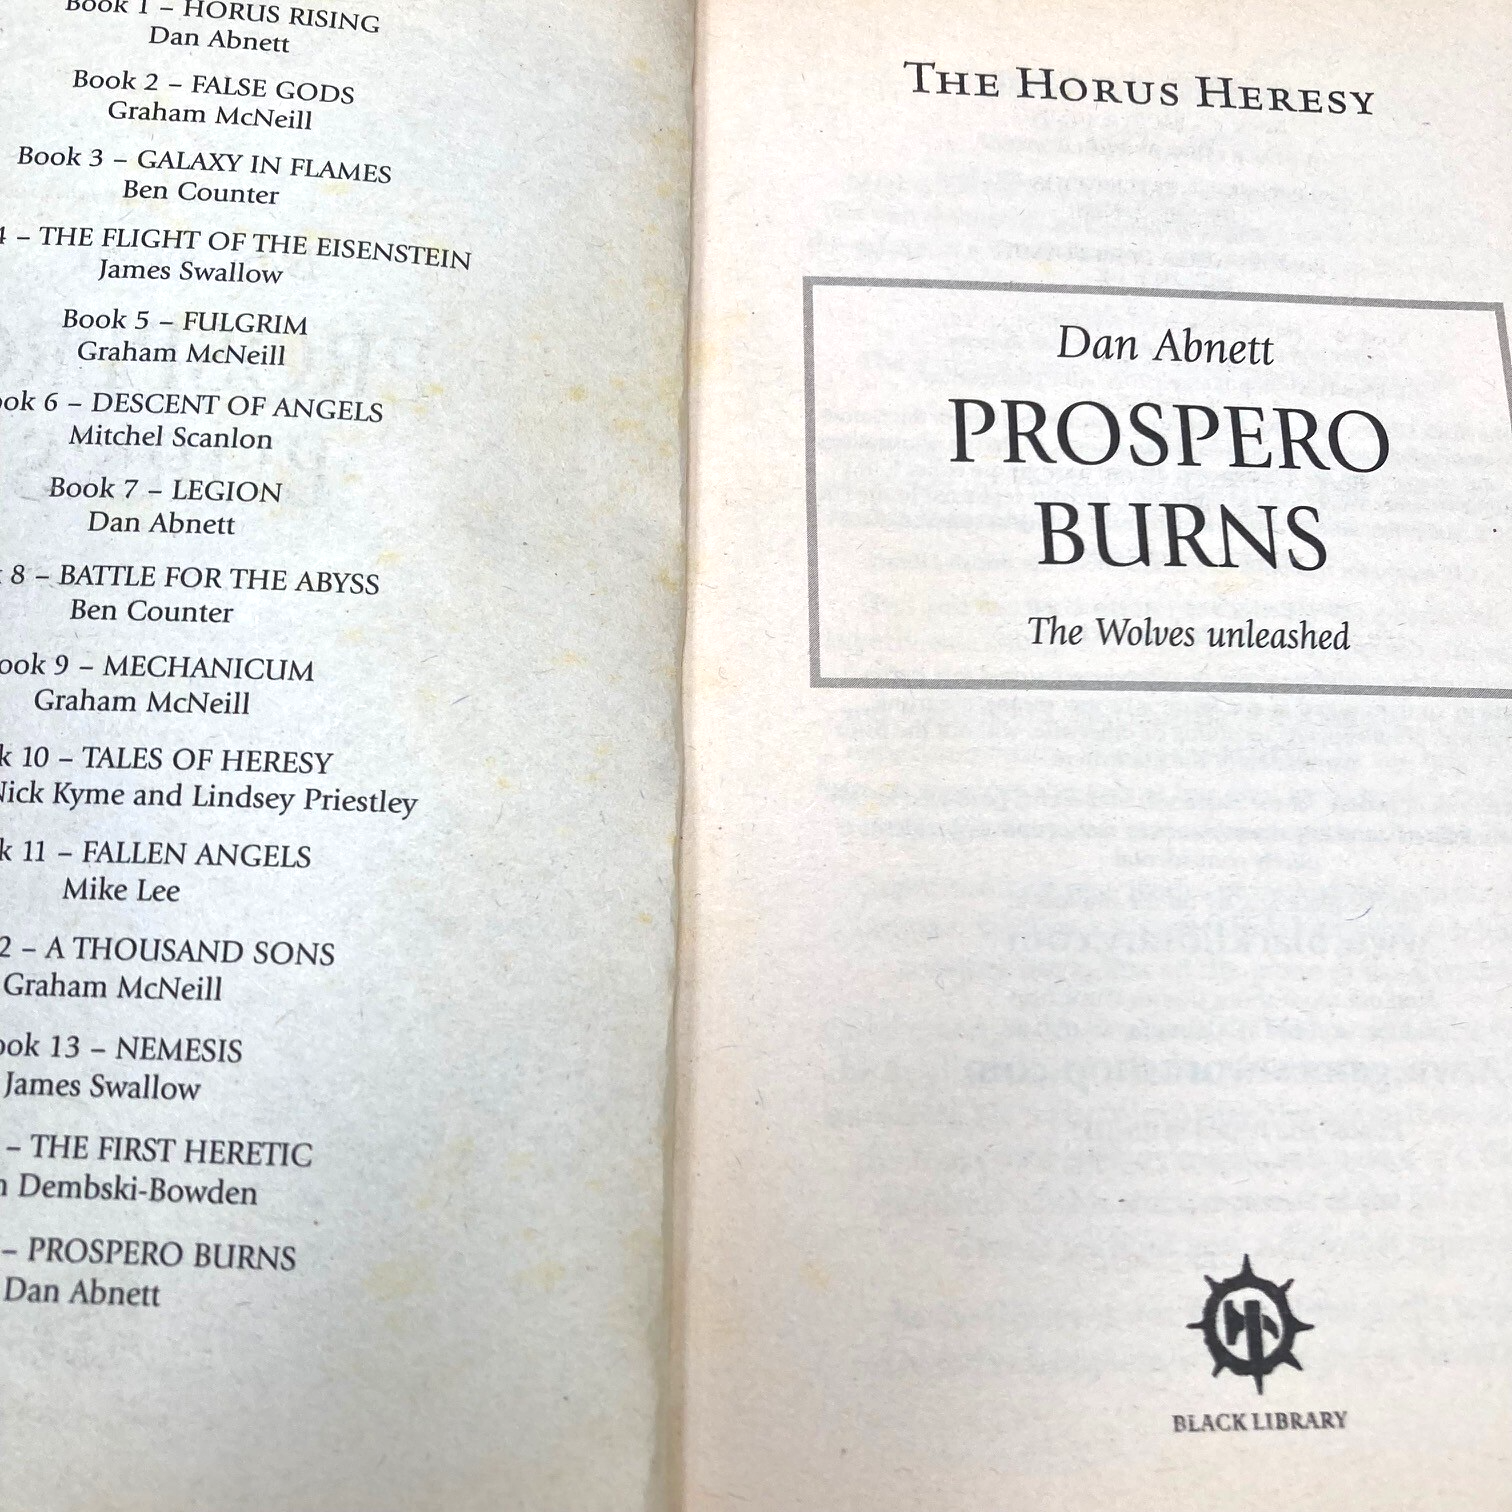 Book 1 – HORUS RISING
Dan Abnett
Book 2 – FALSE GODS
Graham McNeill
Book 3 – GALAXY IN FLAMES
Ben Counter
4 – THE FLIGHT OF THE EISENSTEIN
James Swallow
Book 5 – FULGRIM
Graham McNeill
ook 6 – DESCENT OF ANGELS
Mitchel Scanlon
Book 7 – LEGION
Dan Abnett
8 – BATTLE FOR THE ABYSS
Ben Counter
ook 9 – MECHANICUM
Graham McNeill
k 10 – TALES OF HERESY
Nick Kyme and Lindsey Priestley
k 11 – FALLEN ANGELS
Mike Lee
2 – A THOUSAND SONS
Graham McNeill
ook 13 – NEMESIS
James Swallow
– THE FIRST HERETIC
n Dembski-Bowden
– PROSPERO BURNS
Dan Abnett
THE HORUS HERESY
Dan Abnett
PROSPERO
BURNS
The Wolves unleashed
BLACK LIBRARY